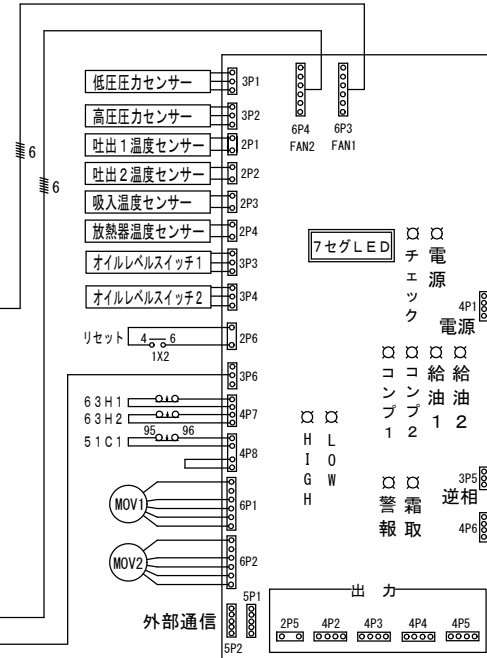 6
6
低圧圧力センサー 3P1
高圧圧力センサー 3P2
吐出1温度センサー 2P1
吐出2温度センサー 2P2
吸入温度センサー 2P3
放熱器温度センサー 2P4
オイルレベルスイッチ1 3P3
オイルレベルスイッチ2 3P4
リセット 4 6 2P6
1X2
3P6
63H1
63H2 4P7
51C1 95 96
4P8
MOV1 6P1
MOV2 6P2
外部通信 5P1
5P2
6P4 6P3
FAN2 FAN1
7セグLED
チェック
電源
4P1
電源
コンプ1
コンプ2
給油1
給油2
HIGH
LOW
警報
霜取
3P5
逆相
4P6
出力
2P5 4P2 4P3 4P4 4P5